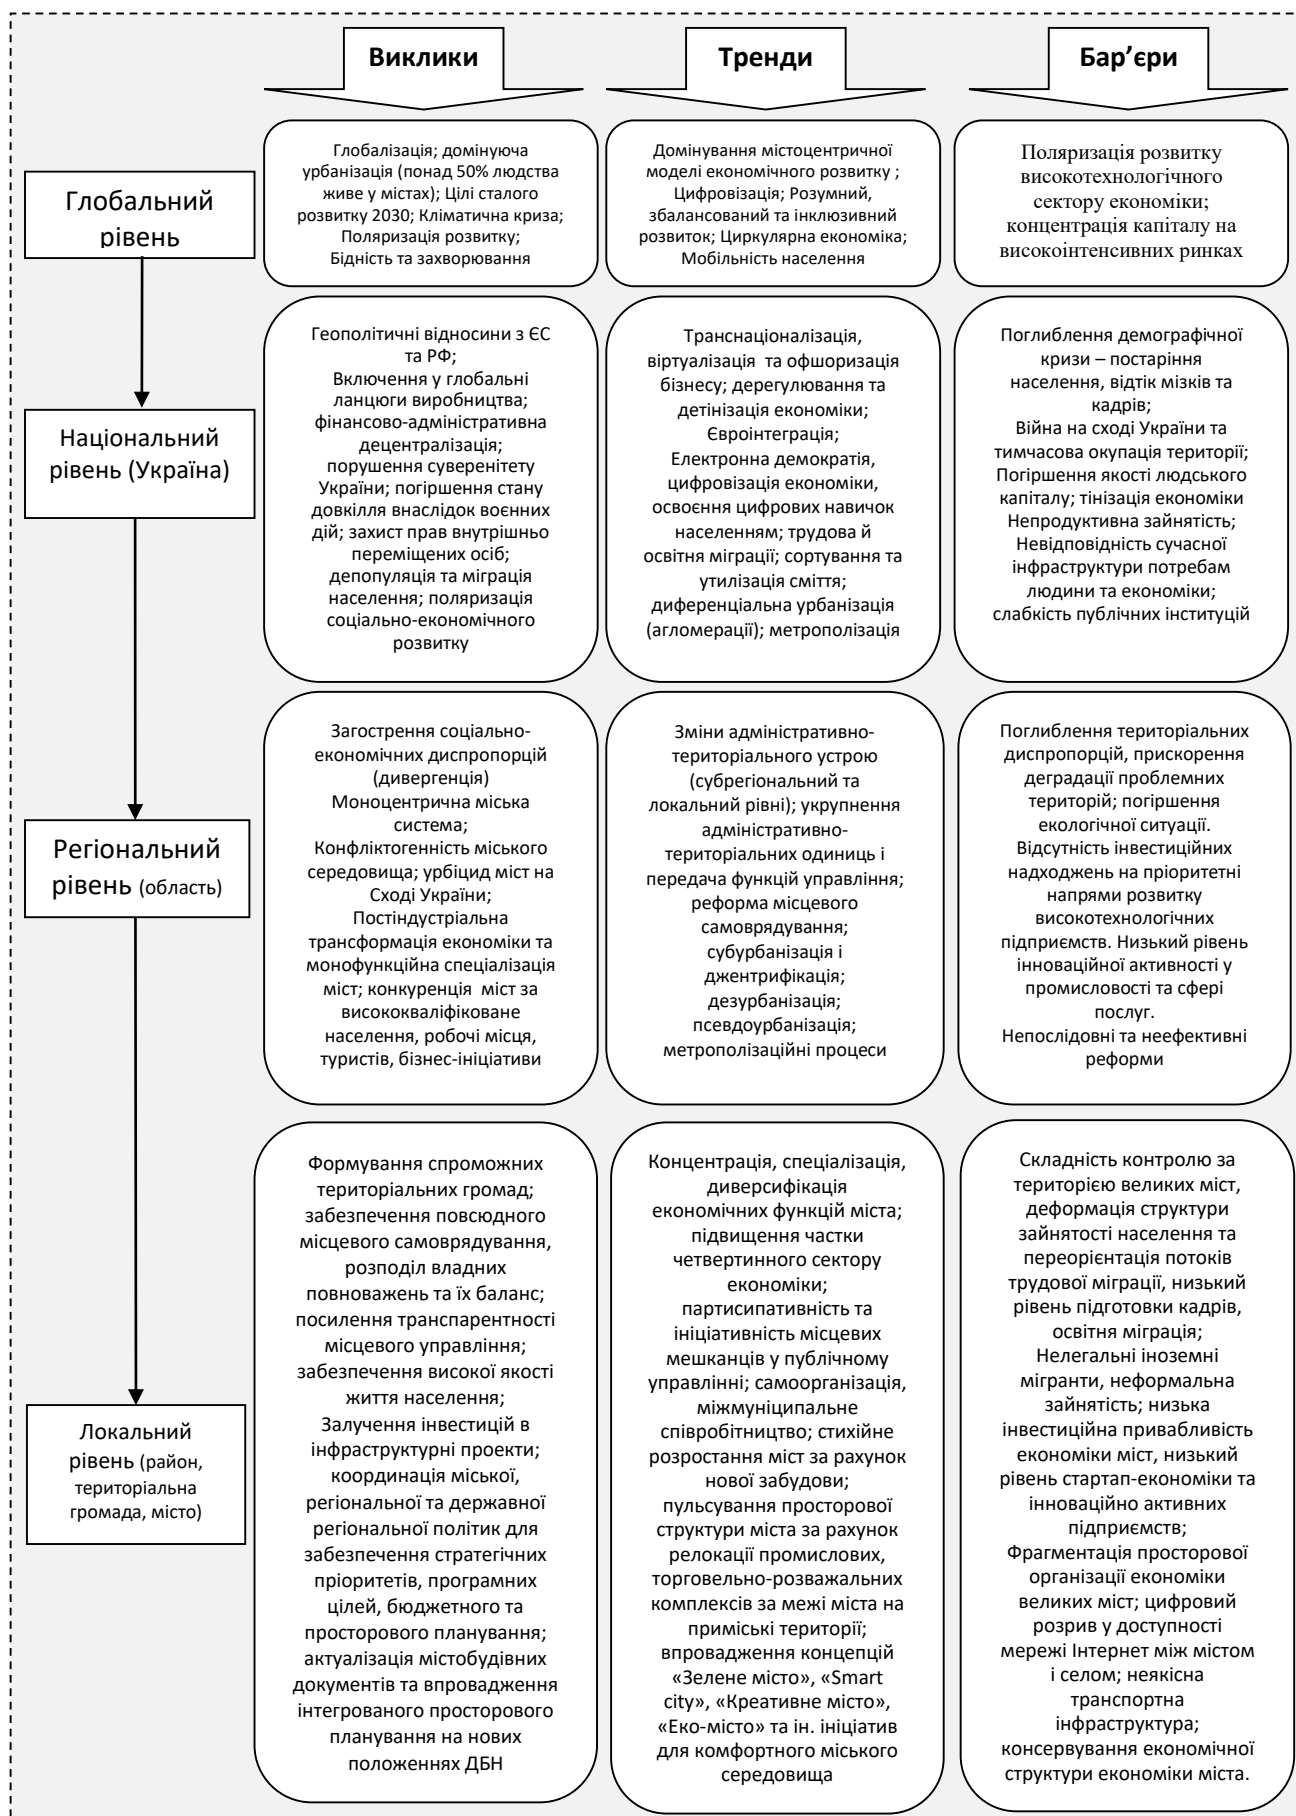 Виклики
Тренди
Бар’єри
Глобальний
рівень
Глобалізація; домінуюча
урбанізація (понад 50% людства
живе у містах); Цілі сталого
розвитку 2030; Кліматична криза;
Поляризація розвитку;
Бідність та захворювання
Домінування містоцентричної
моделі економічного розвитку ;
Цифровізація; Розумний,
збалансований та інклюзивний
розвиток; Циркулярна економіка;
Мобільність населення
Поляризація розвитку
високотехнологічного
сектору економіки;
концентрація капіталу на
високоінтенсивних ринках
Національний
рівень (Україна)
Геополітичні відносини з ЄС
та РФ;
Включення у глобальні
ланцюги виробництва;
фінансово-адміністративна
децентралізація;
порушення суверенітету
України; погіршення стану
довкілля внаслідок воєнних
дій; захист прав внутрішньо
переміщених осіб;
депопуляція та міграція
населення; поляризація
соціально-економічного
розвитку
Транснаціоналізація,
віртуалізація та офшоризація
бізнесу; дерегулювання та
детінізація економіки;
Євроінтеграція;
Електронна демократія,
цифровізація економіки,
освоєння цифрових навичок
населенням; трудова й
освітня міграції; сортування та
утилізація сміття;
диференціальна урбанізація
(агломерації); метрополізація
Поглиблення демографічної
кризи – постаріння
населення, відтік мізків та
кадрів;
Війна на сході України та
тимчасова окупація території;
Погіршення якості людського
капіталу; тінізація економіки
Непродуктивна зайнятість;
Невідповідність сучасної
інфраструктури потребам
людини та економіки;
слабкість публічних інституцій
Регіональний
рівень (область)
Загострення соціально-
економічних диспропорцій
(дивергенція)
Моноцентрична міська
система;
Конфліктогенність міського
середовища; урбіцид міст на
Сході України;
Постіндустріальна
трансформація економіки та
монофункційна спеціалізація
міст; конкуренція міст за
висококваліфіковане
населення, робочі місця,
туристів, бізнес-ініціативи
Зміни адміністративно-
територіального устрою
(субрегіональний та
локальний рівні); укрупнення
адміністративно-
територіальних одиниць і
передача функцій управління;
реформа місцевого
самоврядування;
субурбанізація і
джентрифікація;
дезурбанізація;
псевдоурбанізація;
метрополізаційні процеси
Поглиблення територіальних
диспропорцій, прискорення
деградації проблемних
територій; погіршення
екологічної ситуації.
Відсутність інвестиційних
надходжень на пріоритетні
напрями розвитку
високотехнологічних
підприємств. Низький рівень
інноваційної активності у
промисловості та сфері
послуг.
Непослідовні та неефективні
реформи
Локальний
рівень (район,
територіальна
громада, місто)
Формування спроможних
територіальних громад;
забезпечення повсюдного
місцевого самоврядування,
розподіл владних
повноважень та їх баланс;
посилення транспарентності
місцевого управління;
забезпечення високої якості
життя населення;
Залучення інвестицій в
інфраструктурні проекти;
координація міської,
регіональної та державної
регіональної політик для
забезпечення стратегічних
пріоритетів, програмних
цілей, бюджетного та
просторового планування;
актуалізація містобудівних
документів та впровадження
інтегрованого просторового
планування на нових
положеннях ДБН
Концентрація, спеціалізація,
диверсифікація
економічних функцій міста;
підвищення частки
четвертинного сектору
економіки;
партисипативність та
ініціативність місцевих
мешканців у публічному
управлінні; самоорганізація,
міжмуніципальне
співробітництво; стихійне
розростання міст за рахунок
нової забудови;
пульсування просторової
структури міста за рахунок
релокації промислових,
торговельно-розважальних
комплексів за межі міста на
приміські території;
впровадження концепцій
«Зелене місто», «Smart
city», «Креативне місто»,
«Еко-місто» та ін. ініціатив
для комфортного міського
середовища
Складність контролю за
територією великих міст,
деформація структури
зайнятості населення та
переорієнтація потоків
трудової міграції, низький
рівень підготовки кадрів,
освітня міграція;
Нелегальні іноземні
мігранти, неформальна
зайнятість; низька
інвестиційна привабливість
економіки міст, низький
рівень стартап-економіки та
інноваційно активних
підприємств;
Фрагментація просторової
організації економіки
великих міст; цифровий
розрив у доступності
мережі Інтернет між містом
і селом; неякісна
транспортна
інфраструктура;
консервування економічної
структури економіки міста.